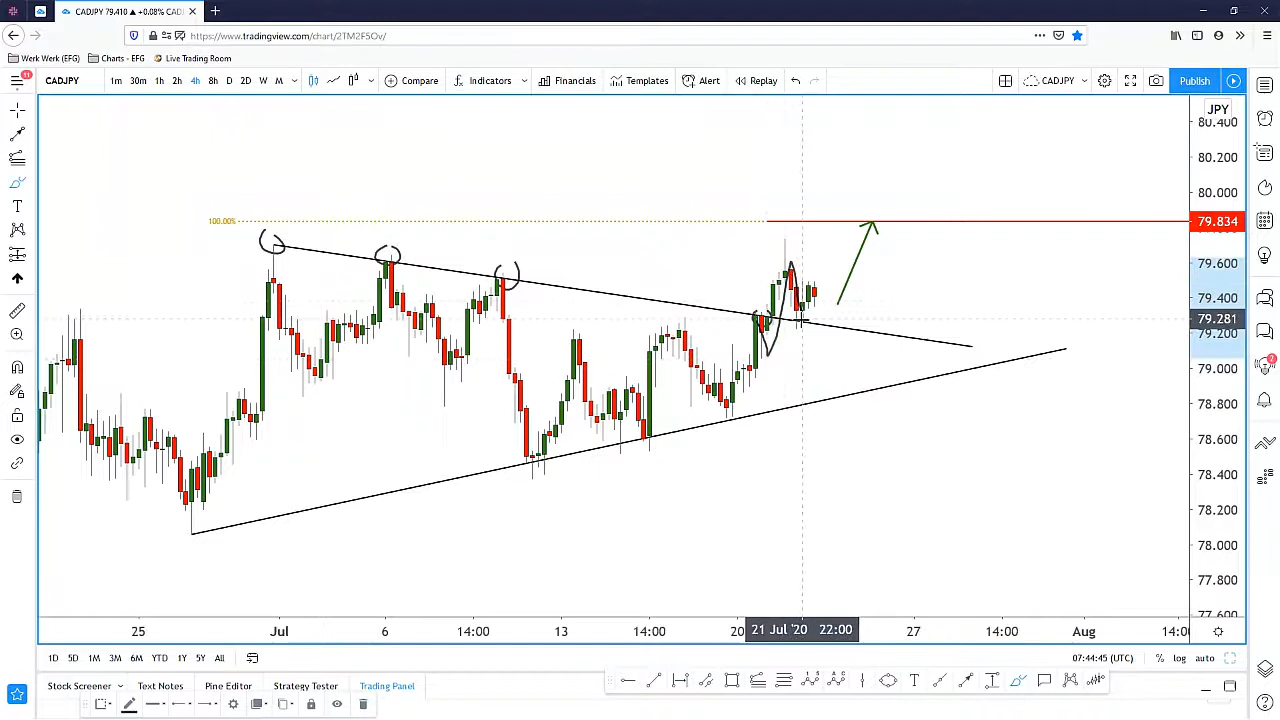 CADJPY 79.410 ▲ +0.08% CADJ
https://www.tradingview.com/chart/2TM2F5Ov/
Werk Werk (EFG) Charts - EFG Live Trading Room
11
CADJPY 1m 30m 1h 2h 4h 8h D 2D W M Compare Indicators Financials Templates Alert Replay CADJPY Publish
JPY
80.400
80.200
80.000
100.00%
79.834
79.600
79.400
79.281
79.200
2
79.000
78.800
78.600
78.400
78.200
78.000
77.800
77.600
25 Jul 6 14:00 13 14:00 20 21 Jul '20 22:00 27 14:00 Aug 14:00
1D 5D 1M 3M 6M YTD 1Y 5Y All 07:44:45 (UTC) % log auto
Stock Screener Text Notes Pine Editor Strategy Tester Trading Panel